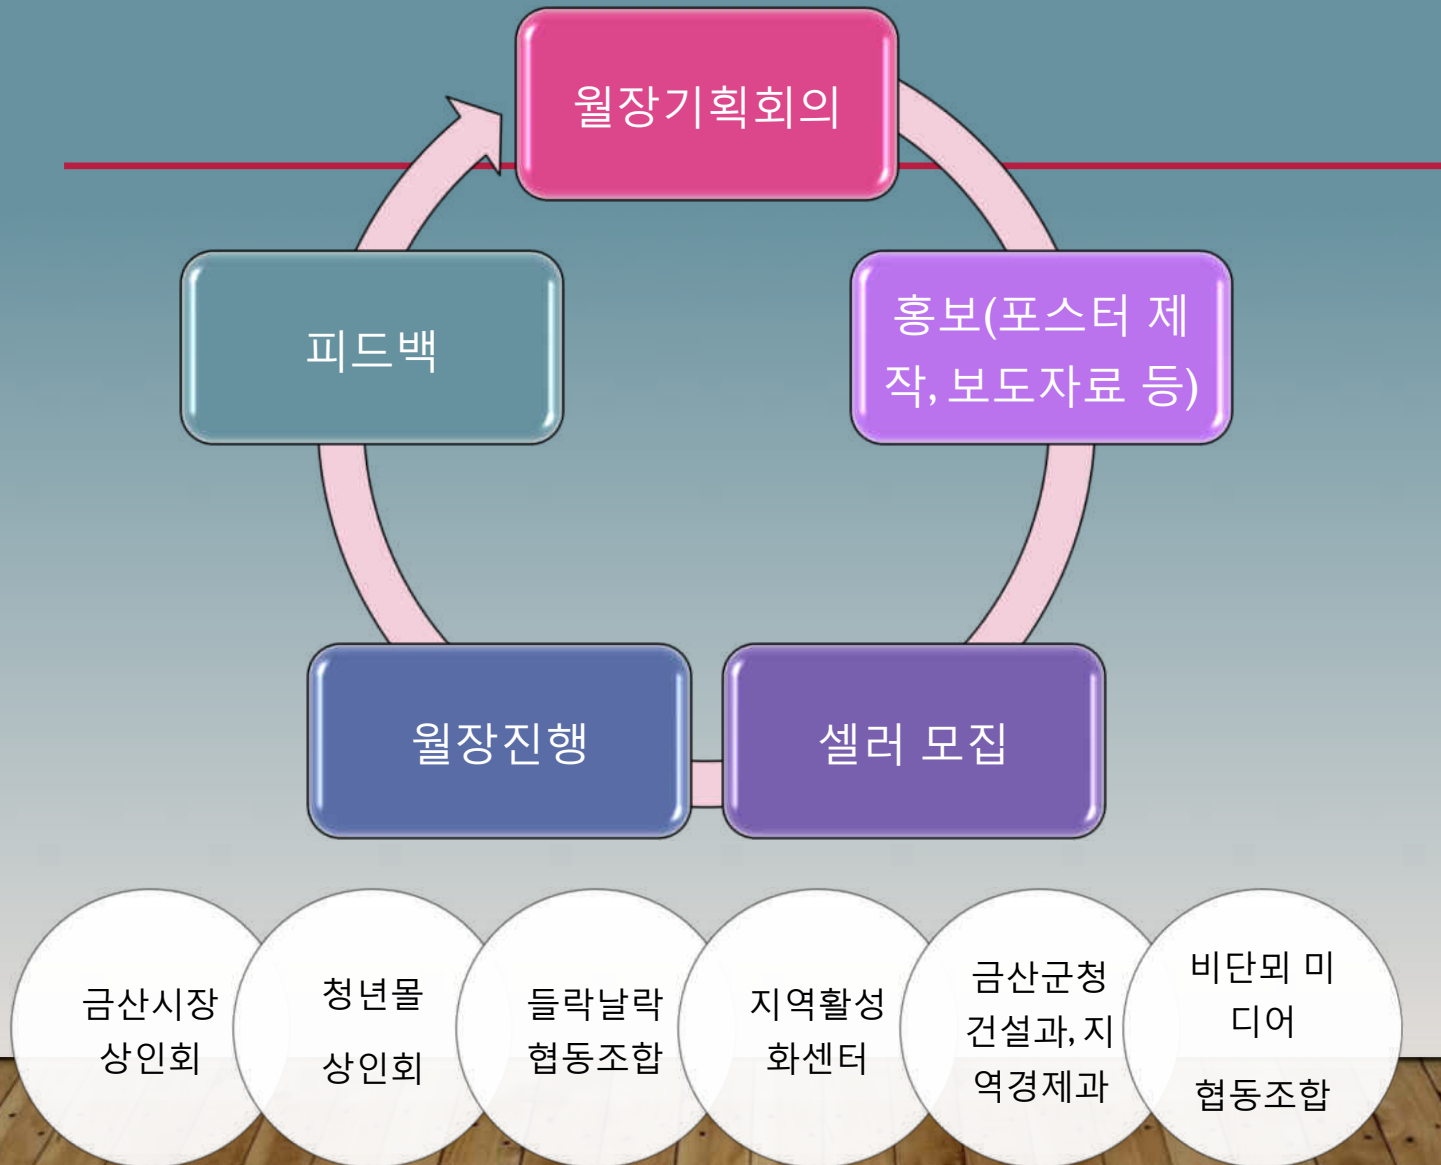 월장기획회의
홍보(포스터 제
작, 보도자료 등)
셀러 모집
월장진행
피드백
금산시장
상인회
청년몰
상인회
들락날락
협동조합
지역활성
화센터
금산군청
건설과, 지
역경제과
비단뫼 미
디어
협동조합